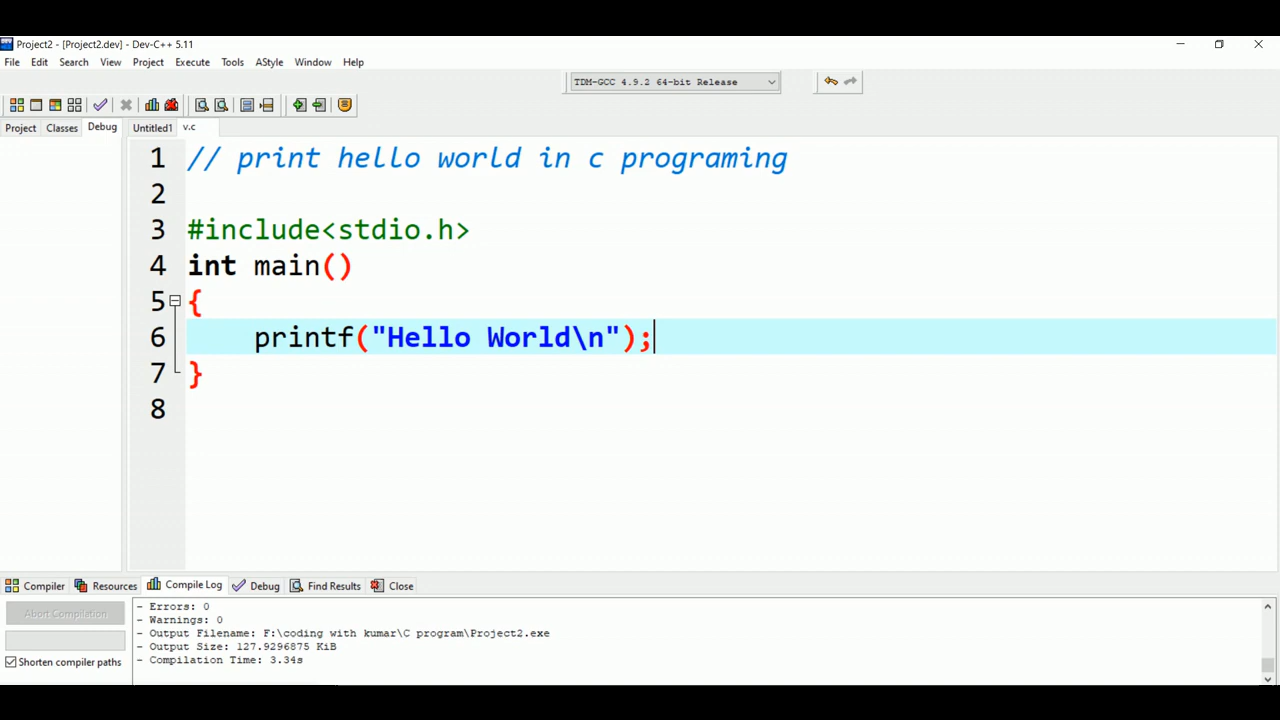 Project2 - [Project2.dev] - Dev-C++ 5.11
File Edit Search View Project Execute Tools AStyle Window Help
TDM-GCC 4.9.2 64-bit Release
Project Classes Debug Untitled1 v.c
1 // print hello world in c programing
2
3 #include<stdio.h>
4 int main()
5 {
6 printf("Hello World\n");
7 }
8
Compiler Resources Compile Log Debug Find Results Close
Abort Compilation
Shorten compiler paths
- Errors: 0
- Warnings: 0
- Output Filename: F:\coding with kumar\C program\Project2.exe
- Output Size: 127.9296875 KiB
- Compilation Time: 3.34s